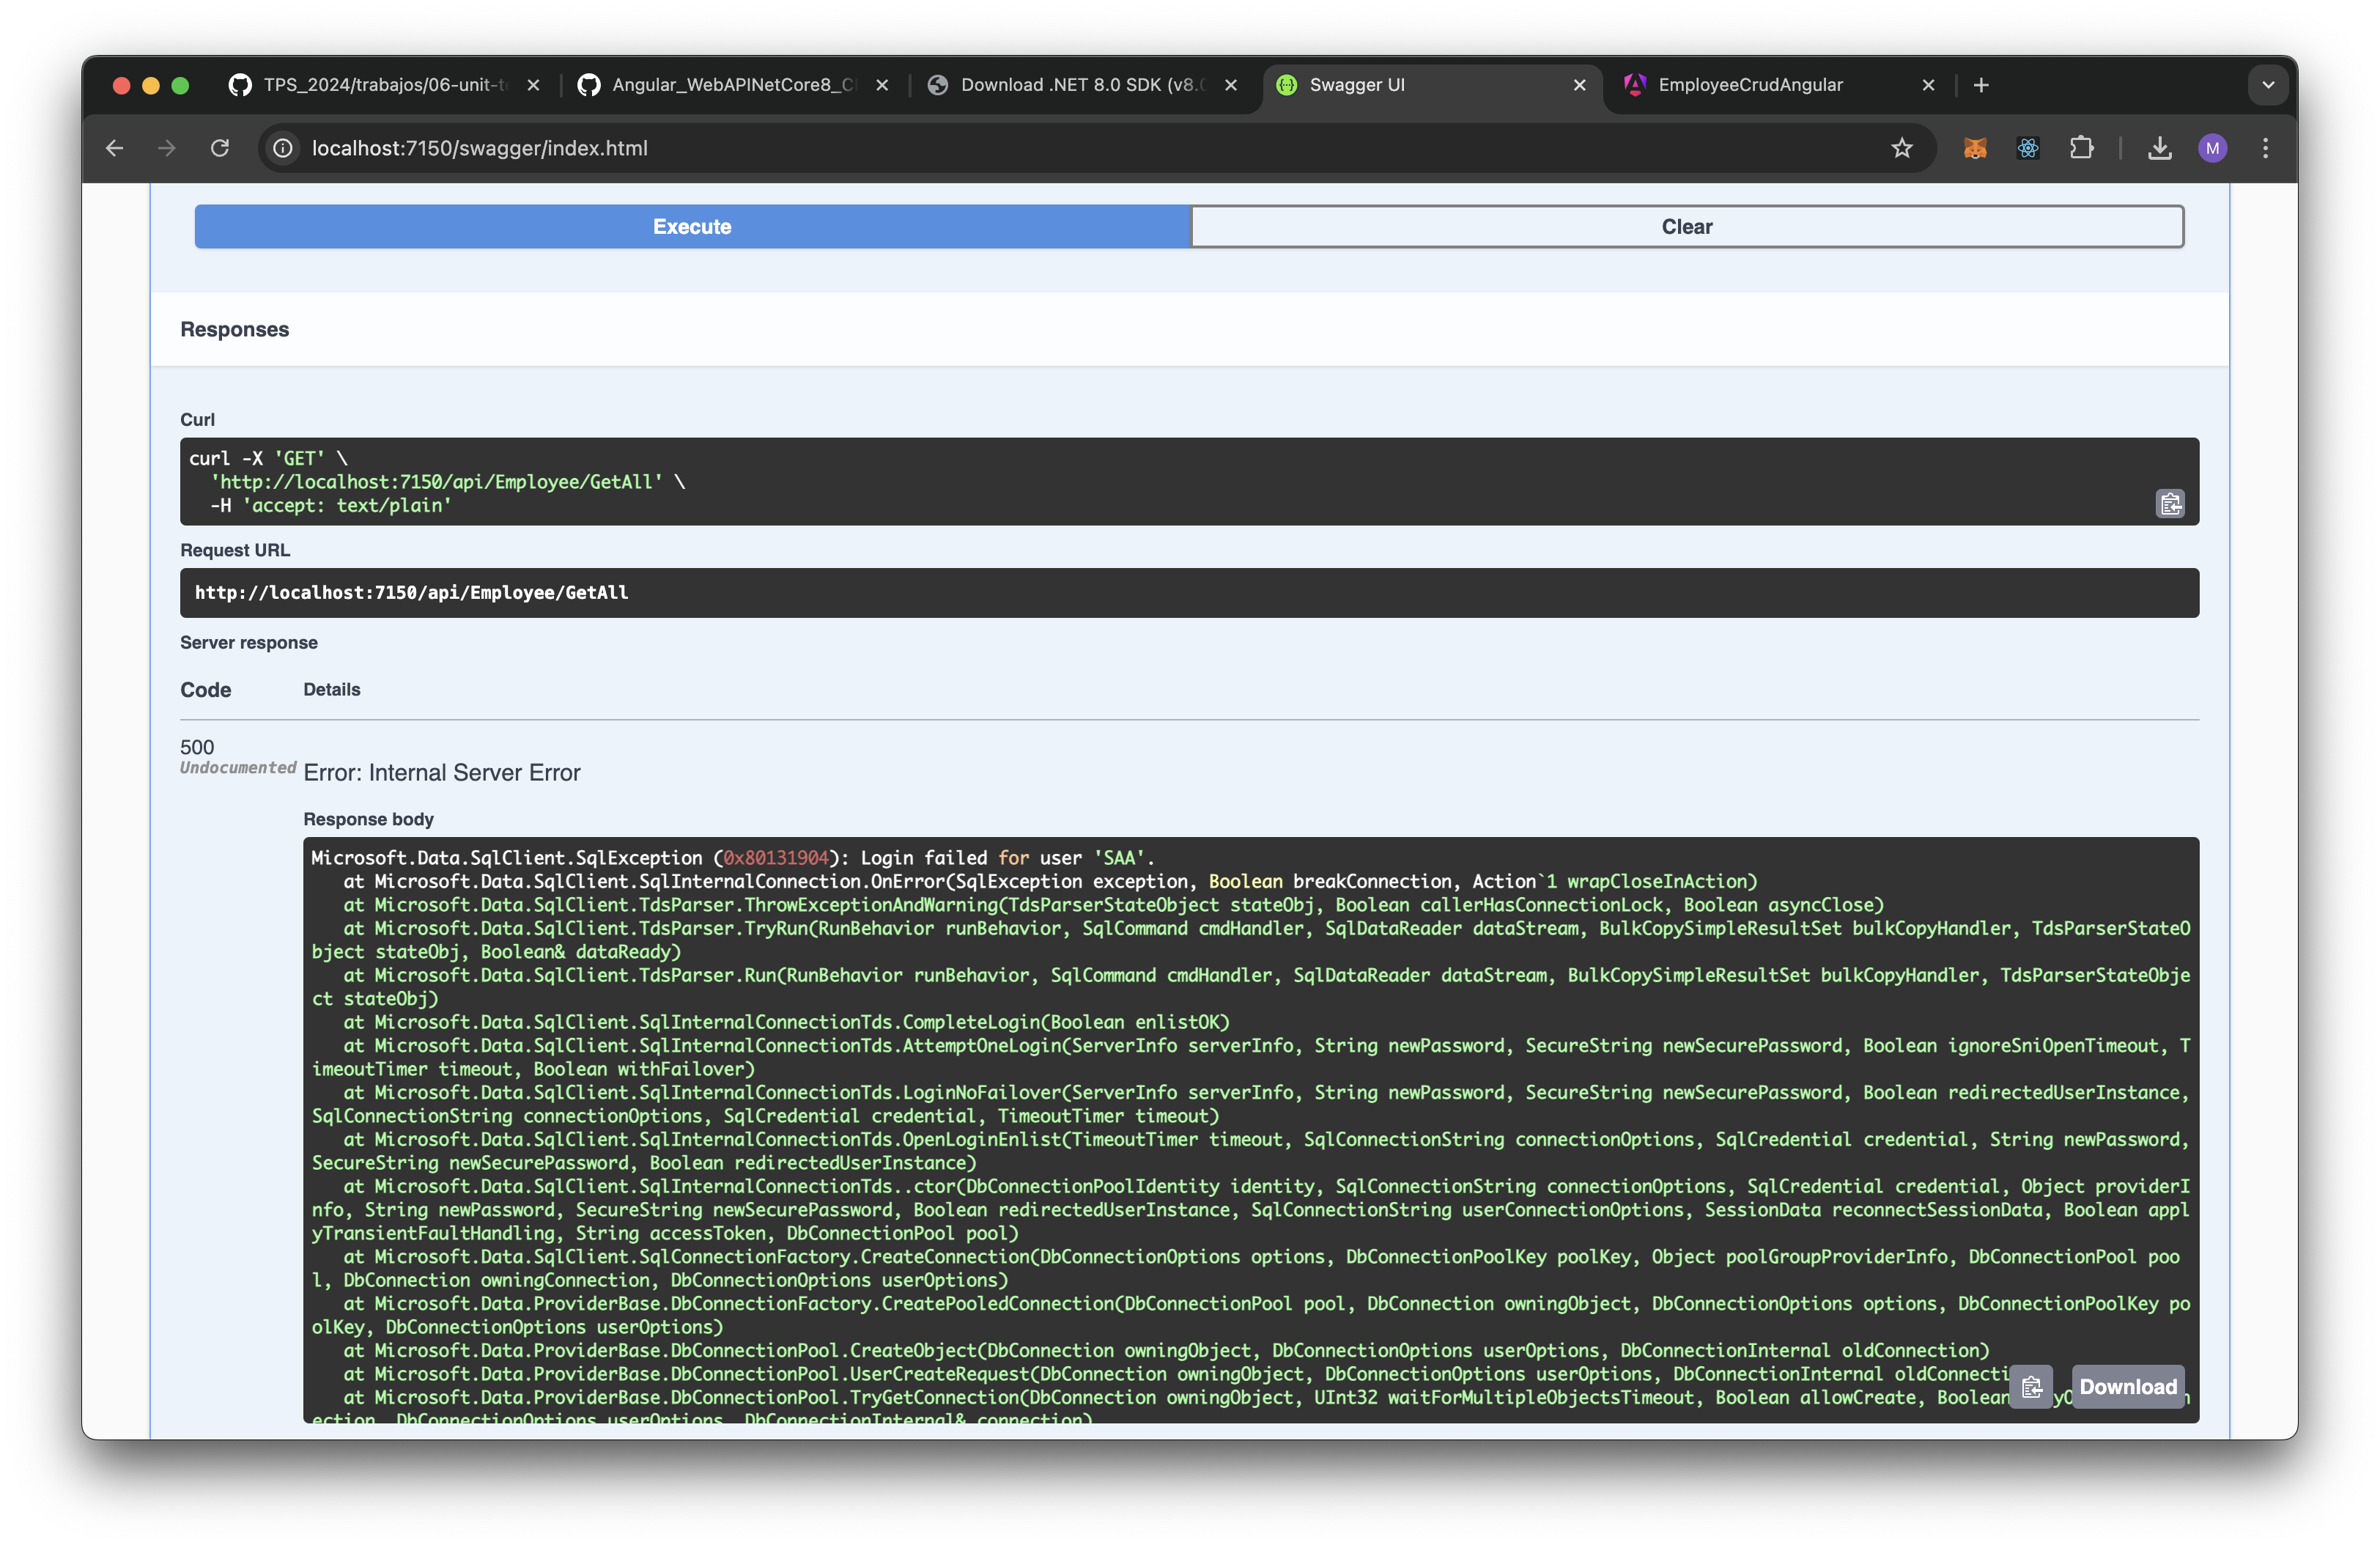 TPS_2024/trabajos/06-unit-te
Angular_WebAPINetCore8_C
Download .NET 8.0 SDK (v8.0
Swagger UI
EmployeeCrudAngular
localhost:7150/swagger/index.html
M
Execute
Clear
Responses
Curl
curl -X 'GET' \
'http://localhost:7150/api/Employee/GetAll' \
-H 'accept: text/plain'
Request URL
http://localhost:7150/api/Employee/GetAll
Server response
Code Details
500
Undocumented
Error: Internal Server Error
Response body
Microsoft.Data.SqlClient.SqlException (0x80131904): Login failed for user 'SAA'.
at Microsoft.Data.SqlClient.SqlInternalConnection.OnError(SqlException exception, Boolean breakConnection, Action`1 wrapCloseInAction)
at Microsoft.Data.SqlClient.TdsParser.ThrowExceptionAndWarning(TdsParserStateObject stateObj, Boolean callerHasConnectionLock, Boolean asyncClose)
at Microsoft.Data.SqlClient.TdsParser.TryRun(RunBehavior runBehavior, SqlCommand cmdHandler, SqlDataReader dataStream, BulkCopySimpleResultSet bulkCopyHandler, TdsParserStateO
bject stateObj, Boolean& dataReady)
at Microsoft.Data.SqlClient.TdsParser.Run(RunBehavior runBehavior, SqlCommand cmdHandler, SqlDataReader dataStream, BulkCopySimpleResultSet bulkCopyHandler, TdsParserStateObje
ct stateObj)
at Microsoft.Data.SqlClient.SqlInternalConnectionTds.CompleteLogin(Boolean enlistOK)
at Microsoft.Data.SqlClient.SqlInternalConnectionTds.AttemptOneLogin(ServerInfo serverInfo, String newPassword, SecureString newSecurePassword, Boolean ignoreSniOpenTimeout, T
imeoutTimer timeout, Boolean withFailover)
at Microsoft.Data.SqlClient.SqlInternalConnectionTds.LoginNoFailover(ServerInfo serverInfo, String newPassword, SecureString newSecurePassword, Boolean redirectedUserInstance,
SqlConnectionString connectionOptions, SqlCredential credential, TimeoutTimer timeout)
at Microsoft.Data.SqlClient.SqlInternalConnectionTds.OpenLoginEnlist(TimeoutTimer timeout, SqlConnectionString connectionOptions, SqlCredential credential, String newPassword,
SecureString newSecurePassword, Boolean redirectedUserInstance)
at Microsoft.Data.SqlClient.SqlInternalConnectionTds..ctor(DbConnectionPoolIdentity identity, SqlConnectionString connectionOptions, SqlCredential credential, Object providerI
nfo, String newPassword, SecureString newSecurePassword, Boolean redirectedUserInstance, SqlConnectionString userConnectionOptions, SessionData reconnectSessionData, Boolean appl
yTransientFaultHandling, String accessToken, DbConnectionPool pool)
at Microsoft.Data.SqlClient.SqlConnectionFactory.CreateConnection(DbConnectionOptions options, DbConnectionPoolKey poolKey, Object poolGroupProviderInfo, DbConnectionPool poo
l, DbConnection owningConnection, DbConnectionOptions userOptions)
at Microsoft.Data.ProviderBase.DbConnectionFactory.CreatePooledConnection(DbConnectionPool pool, DbConnection owningObject, DbConnectionOptions options, DbConnectionPoolKey po
olKey, DbConnectionOptions userOptions)
at Microsoft.Data.ProviderBase.DbConnectionPool.CreateObject(DbConnection owningObject, DbConnectionOptions userOptions, DbConnectionInternal oldConnection)
at Microsoft.Data.ProviderBase.DbConnectionPool.UserCreateRequest(DbConnection owningObject, DbConnectionOptions userOptions, DbConnectionInternal oldConnecti
at Microsoft.Data.ProviderBase.DbConnectionPool.TryGetConnection(DbConnection owningObject, UInt32 waitForMultipleObjectsTimeout, Boolean allowCreate, Boolean
ection, DbConnectionOptions userOptions, DbConnectionInternal& connection)
Download